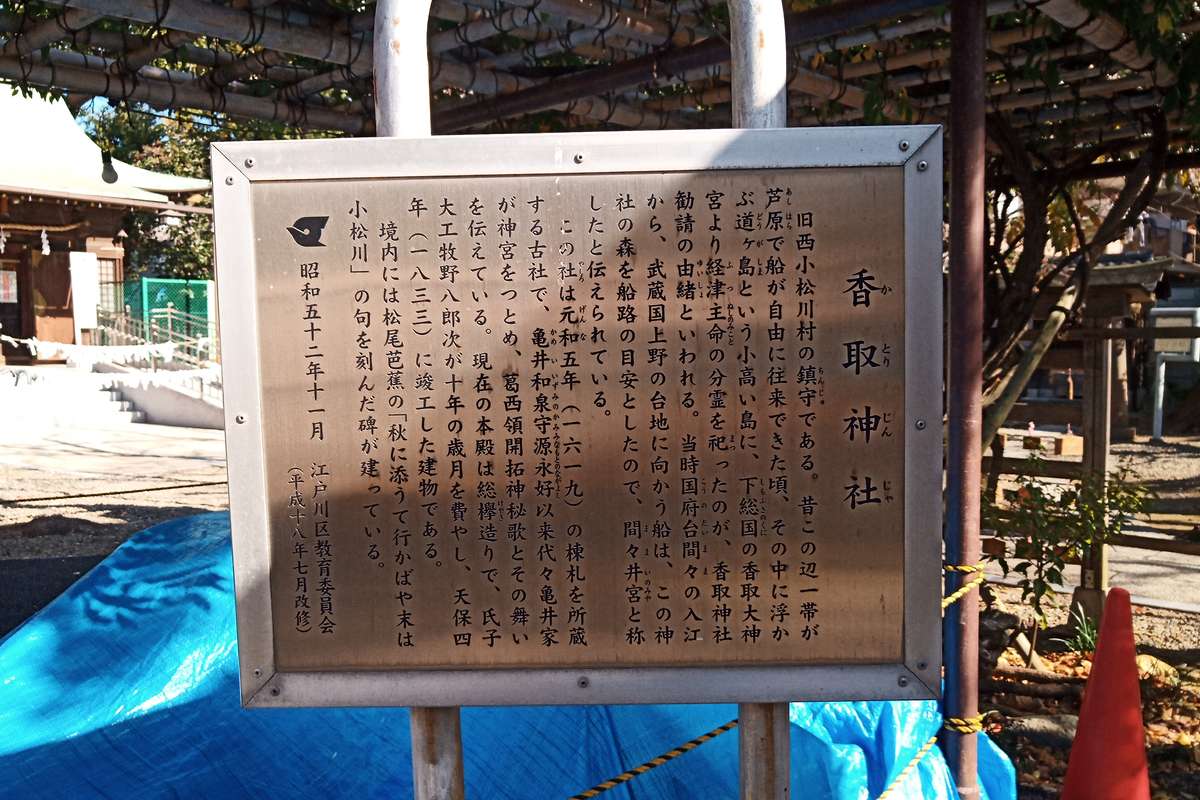 香取神社
旧西小松川村の鎮守である。昔この辺一帯が
芦原で船が自由に往来できた頃、その中に浮か
ぶ道ヶ島という小高い島に、下総国の香取大神
宮より経津主命の分霊を祀ったのが、香取神社
勧請の由緒といわれる。当時国府台間々の入江
から、武蔵国上野の台地に向かう船は、この神
社の森を船路の目安としたので、間々井宮と称
したと伝えられている。
この社は元和五年(一六一九)の棟札を所蔵
する古社で、亀井和泉守源永好以来代々亀井家
が神宮をつとめ、葛西領開拓神秘歌とその舞い
を伝えている。現在の本殿は総欅造りで、氏子
大工牧野八郎次が十年の歳月を費やし、天保四
年(一八三三)に竣工した建物である。
境内には松尾芭蕉の「秋に添うて行かばや末は
小松川」の句を刻んだ碑が建っている。
昭和五十二年十一月 江戸川区教育委員会
(平成十八年七月改修)